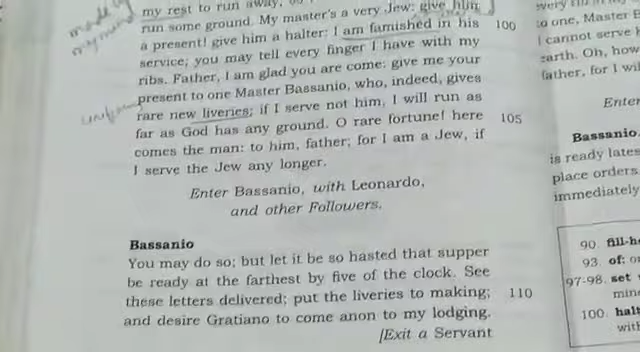 made up
my mind
my rest to run away,
run some ground. My master's a very Jew: give him
a present! give him a halter: I am famished in his 100
service; you may tell every finger I have with my
ribs. Father, I am glad you are come: give me your
present to one Master Bassanio, who, indeed, gives
uniform
rare new liveries; if I serve not him, I will run as
far as God has any ground. O rare fortune! here 105
comes the man: to him, father; for I am a Jew, if
I serve the Jew any longer.
Enter Bassanio, with Leonardo,
and other Followers.
Bassanio
You may do so; but let it be so hasted that supper
be ready at the farthest by five of the clock. See
these letters delivered; put the liveries to making; 110
and desire Gratiano to come anon to my lodging.
[Exit a Servant
to one, Master
I cannot serve
earth. Oh, how
father, for I wil
Enter
Bassanio.
is ready lates
place orders
immediately
90. fill-h
93. of: o
97-98. set
min
100. halt
with